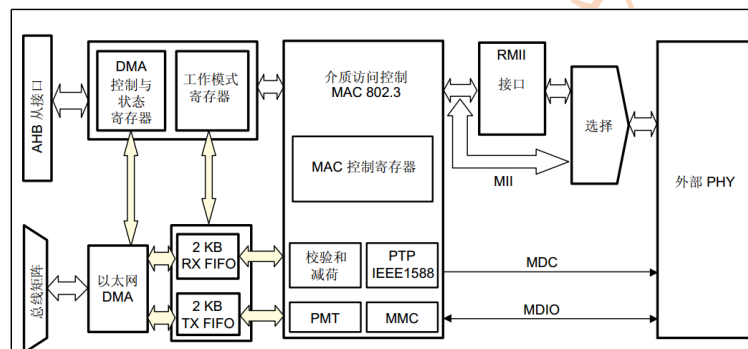 AHB 从接口
DMA
控制与
状态
寄存器
工作模式
寄存器
介质访问控制
MAC 802.3
MAC 控制寄存器
RMII
接口
选择
外部 PHY
MII
总线矩阵
以太网
DMA
2 KB
RX FIFO
2 KB
TX FIFO
校验和
减荷
PTP
IEEE1588
PMT
MMC
MDC
MDIO